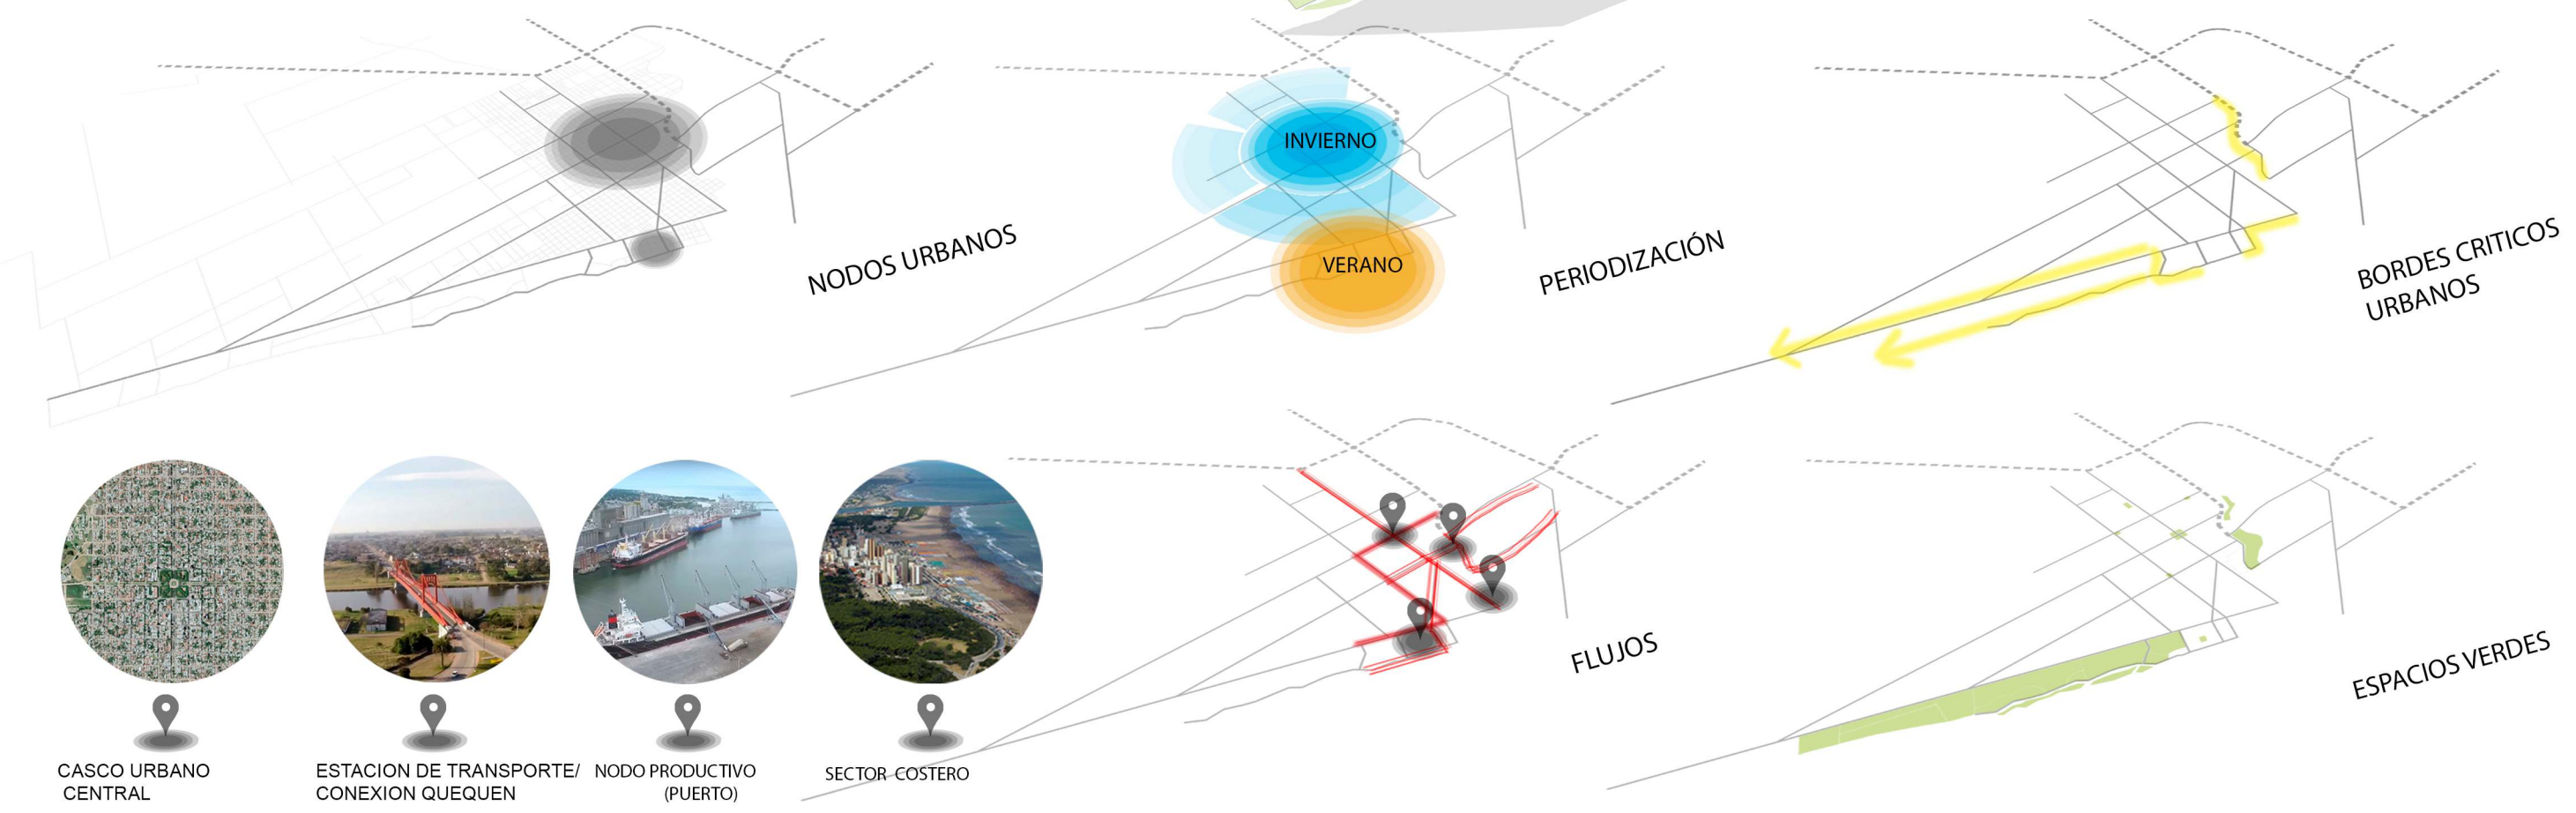 NODOS URBANOS
INVIERNO
VERANO
PERIODIZACIÓN
BORDES CRITICOS
URBANOS
CASCO URBANO
CENTRAL
ESTACION DE TRANSPORTE/
CONEXION QUEQUEN
NODO PRODUCTIVO
(PUERTO)
SECTOR COSTERO
FLUJOS
ESPACIOS VERDES